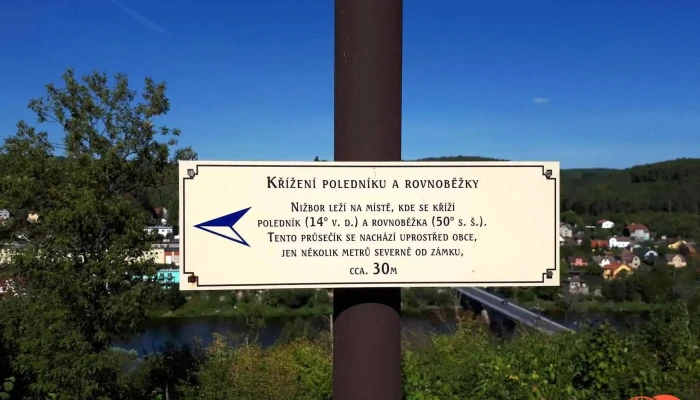 Křížení poledníku a rovnoběžky
Nižbor leží na místě, kde se kříží
poledník (14° v. d.) a rovnoběžka (50° s. š.).
Tento průsečík se nachází uprostřed obce,
jen několik metrů severně od zámku,
cca. 30m